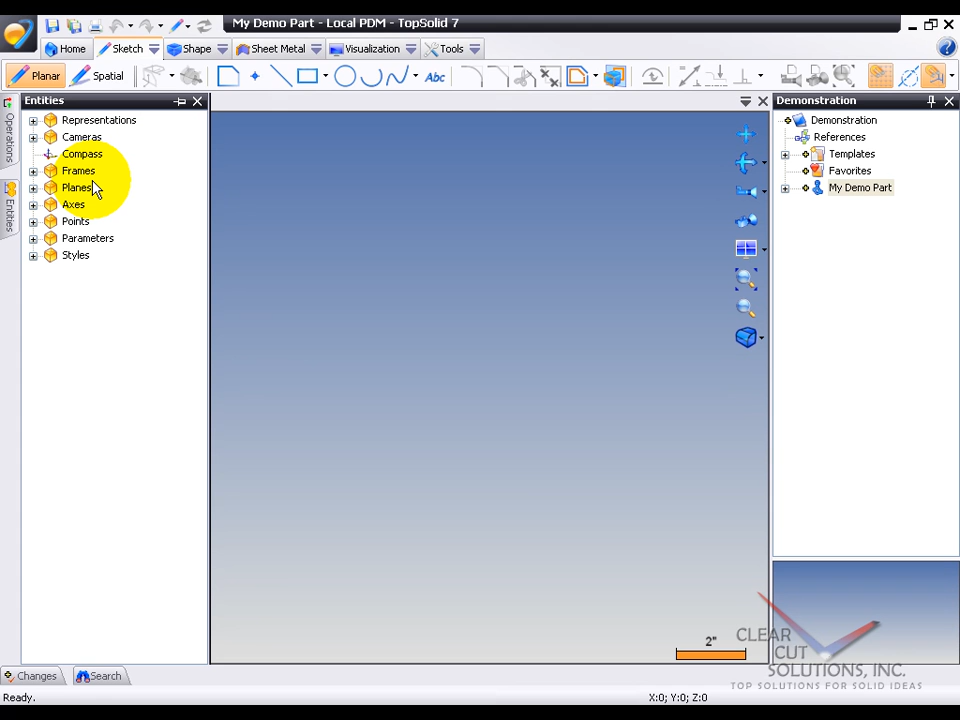 My Demo Part - Local PDM - TopSolid 7
Home
Sketch
Shape
Sheet Metal
Visualization
Tools
Planar
Spatial
Abc
Entities
Demonstration
Operations
Entities
Representations
Cameras
Compass
Frames
Planes
Axes
Points
Parameters
Styles
Demonstration
References
Templates
Favorites
My Demo Part
2"
CLEAR
CUT
SOLUTIONS, INC.
TOP SOLUTIONS FOR SOLID IDEAS
Changes
Search
Ready.
X:0; Y:0; Z:0